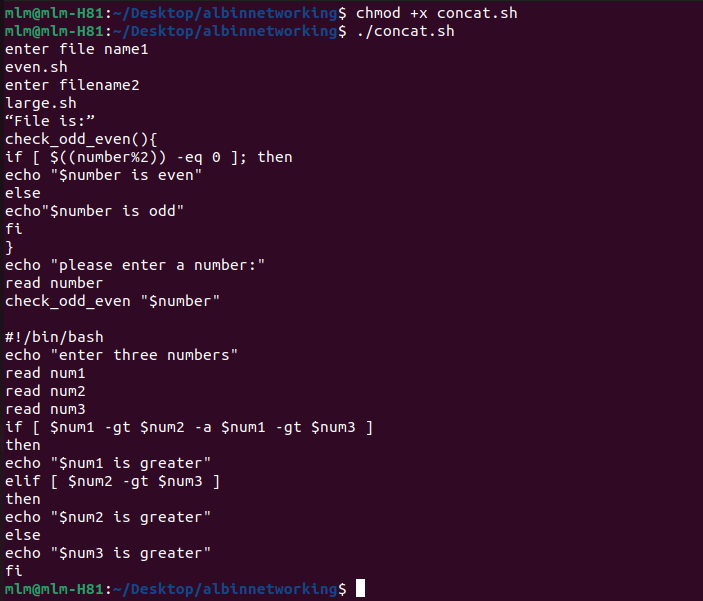 mlm@mlm-H81:~/Desktop/albinnetworking$ chmod +x concat.sh
mlm@mlm-H81:~/Desktop/albinnetworking$ ./concat.sh
enter file name1
even.sh
enter filename2
large.sh
“File is:”
check_odd_even(){
if [ $((number%2)) -eq 0 ]; then
echo "$number is even"
else
echo"$number is odd"
fi
}
echo "please enter a number:"
read number
check_odd_even "$number"

#!/bin/bash
echo "enter three numbers"
read num1
read num2
read num3
if [ $num1 -gt $num2 -a $num1 -gt $num3 ]
then
echo "$num1 is greater"
elif [ $num2 -gt $num3 ]
then
echo "$num2 is greater"
else
echo "$num3 is greater"
fi
mlm@mlm-H81:~/Desktop/albinnetworking$